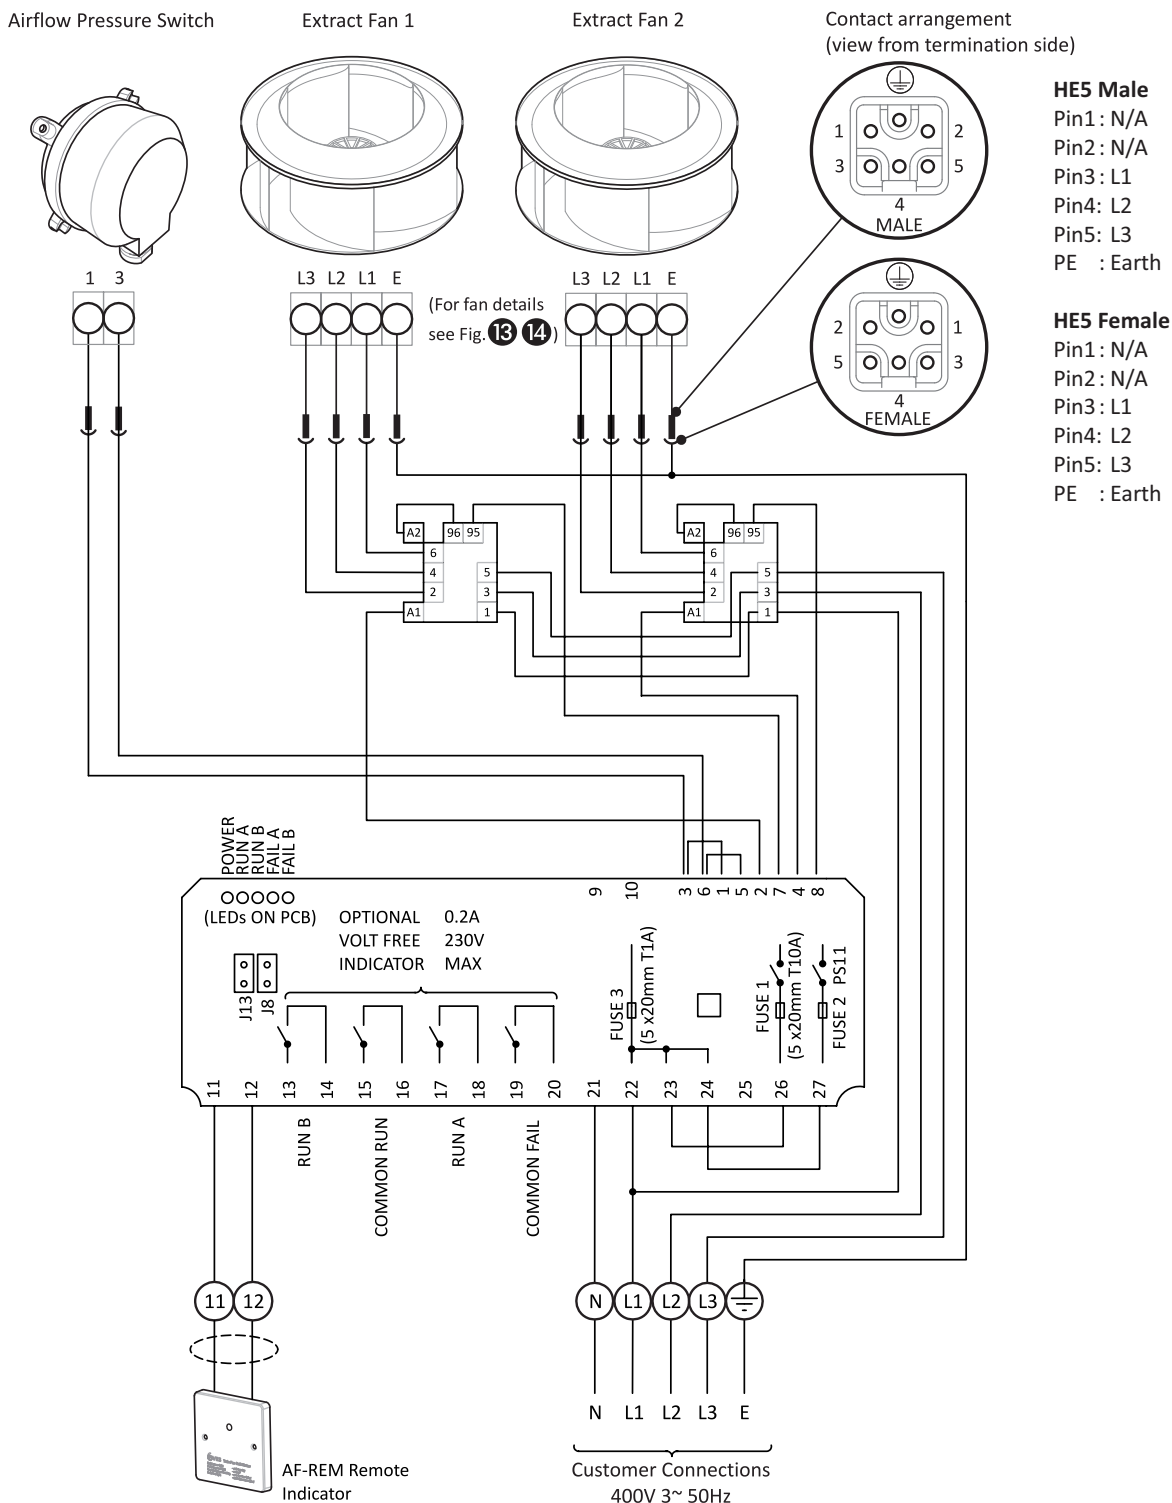 Airflow Pressure Switch
Extract Fan 1
Extract Fan 2
Contact arrangement
(view from termination side)
1 2
3 5
4
MALE
HE5 Male
Pin1 : N/A
Pin2 : N/A
Pin3 : L1
Pin4: L2
Pin5: L3
PE : Earth
1 3
L3 L2 L1 E
(For fan details
see Fig. 13 14 )
L3 L2 L1 E
2 1
5 3
4
FEMALE
HE5 Female
Pin1 : N/A
Pin2 : N/A
Pin3 : L1
Pin4: L2
Pin5: L3
PE : Earth
A2 96 95
6
4 5
2 3
A1 1
A2 96 95
6
4 5
2 3
A1 1
POWER
RUN A
RUN B
FAIL A
FAIL B
(LEDs ON PCB)
9 10 3 6 1 5 2 7 4 8
OPTIONAL 0.2A
VOLT FREE 230V
INDICATOR MAX
J13
J8
FUSE 3
(5 x20mm T1A)
FUSE 1
(5 x20mm T10A)
FUSE 2 PS11
11 12 13 14 15 16 17 18 19 20 21 22 23 24 25 26 27
RUN B
COMMON RUN
RUN A
COMMON FAIL
11 12
N L1 L2 L3
N L1 L2 L3 E
AF-REM Remote
Indicator
Customer Connections
400V 3~ 50Hz